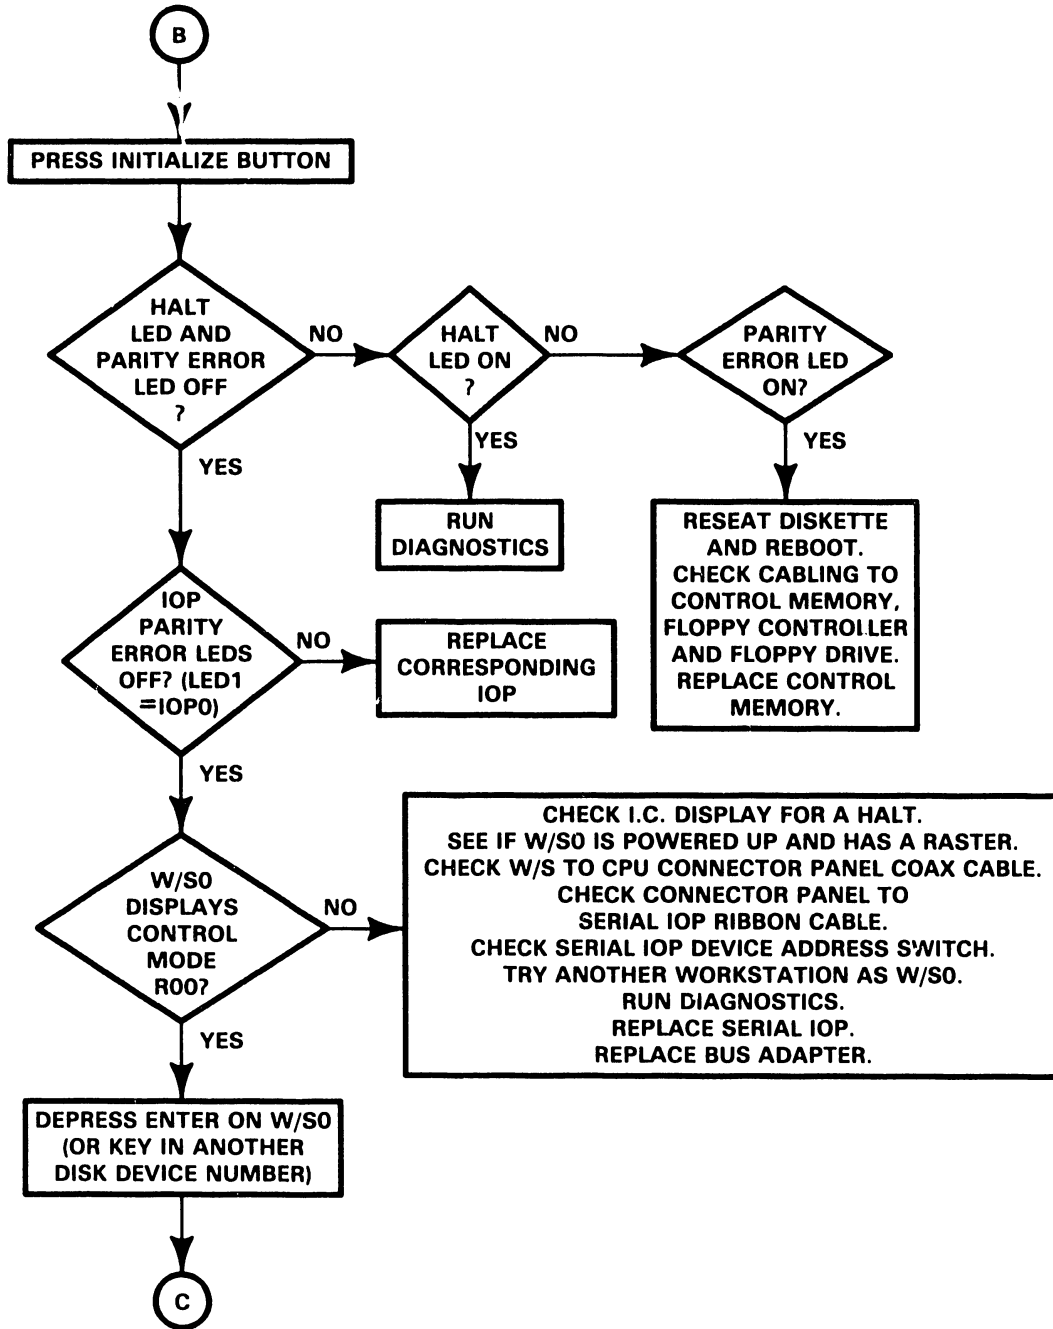 B
PRESS INITIALIZE BUTTON
HALT
LED AND
PARITY ERROR
LED OFF
?
NO
HALT
LED ON
?
NO
PARITY
ERROR LED
ON?
YES
YES
YES
RUN
DIAGNOSTICS
RESEAT DISKETTE
AND REBOOT.
CHECK CABLING TO
CONTROL MEMORY,
FLOPPY CONTROLLER
AND FLOPPY DRIVE.
REPLACE CONTROL
MEMORY.
IOP
PARITY
ERROR LEDS
OFF? (LED1
=IOP0)
NO
REPLACE
CORRESPONDING
IOP
YES
W/S0
DISPLAYS
CONTROL
MODE
R00?
NO
CHECK I.C. DISPLAY FOR A HALT.
SEE IF W/S0 IS POWERED UP AND HAS A RASTER.
CHECK W/S TO CPU CONNECTOR PANEL COAX CABLE.
CHECK CONNECTOR PANEL TO
SERIAL IOP RIBBON CABLE.
CHECK SERIAL IOP DEVICE ADDRESS SWITCH.
TRY ANOTHER WORKSTATION AS W/S0.
RUN DIAGNOSTICS.
REPLACE SERIAL IOP.
REPLACE BUS ADAPTER.
YES
DEPRESS ENTER ON W/S0
(OR KEY IN ANOTHER
DISK DEVICE NUMBER)
C